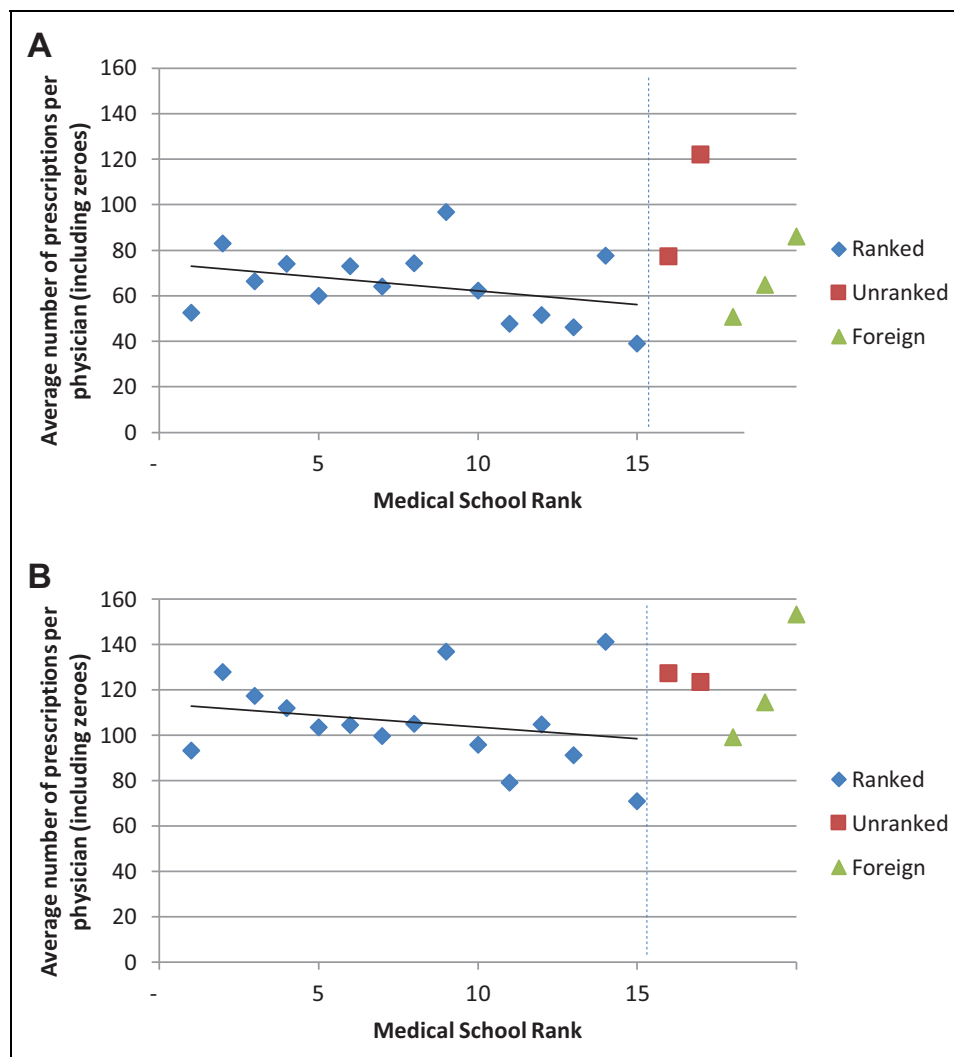 A
Average number of prescriptions per
physician (including zeroes)
160
140
120
100
80
60
40
20
0
-
5
10
15
Medical School Rank
Ranked
Unranked
Foreign
B
Average number of prescriptions per
physician (including zeroes)
160
140
120
100
80
60
40
20
0
-
5
10
15
Medical School Rank
Ranked
Unranked
Foreign